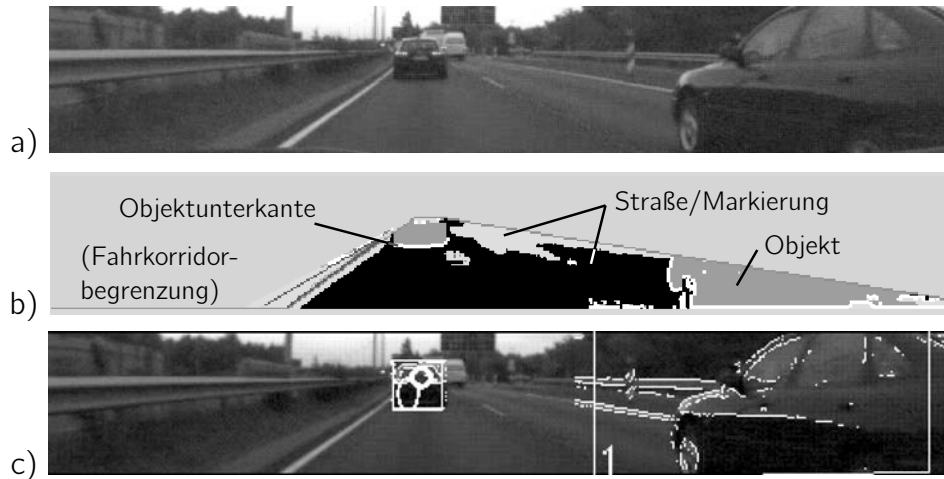 a)
Objektunterkante
Straße/Markierung
(Fahrkorridor-
begrenzung)
Objekt
b)
1
c)